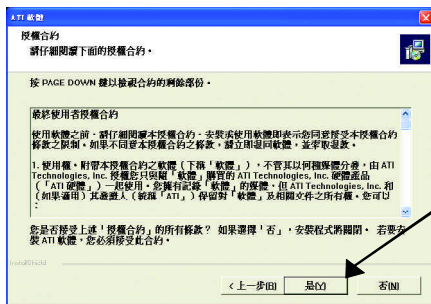 ATI 軟體
授權合約
請仔細閱讀下面的授權合約。
按 PAGE DOWN 鍵以檢視合約的剩餘部份。
最終使用者授權合約
使用軟體之前，請仔細閱讀本授權合約。安裝或使用軟體即表示您同意接受本授權合約
條款之限制。如果不同意本授權合約之條款，請立即退回軟體，並索取退款。
1. 使用權。附帶本授權合約之軟體（下稱「軟體」），不管其以何種媒體分發，由 ATI
Technologies, Inc. 授權您只與隨「軟體」購買的 ATI Technologies, Inc. 硬體產品
（「ATI 硬體」）一起使用。您擁有記錄「軟體」的媒體，但 ATI Technologies, Inc. 和
（如果適用）其發證人（統稱「ATI」）保留對「軟體」及相關文件之所有權。您可以
：
您是否接受上述「授權合約」的所有條款？ 如果選擇「否」，安裝程式將關閉。 若要安
裝 ATI 軟體，您必須接受此合約。
InstallShield
< 上一步(B)
是(Y)
否(N)